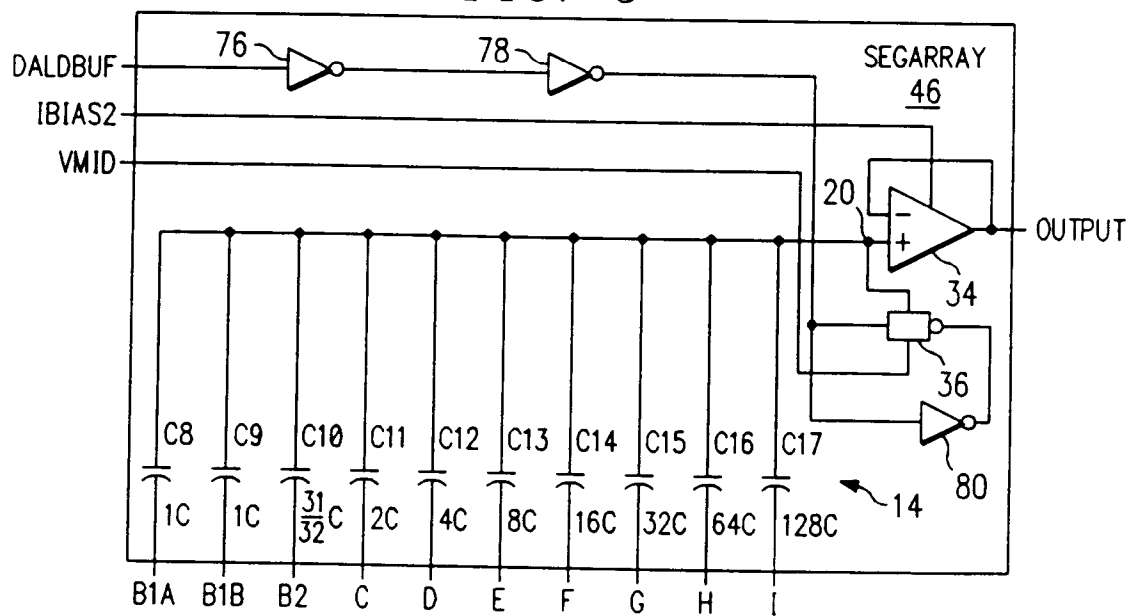 76
78
DALDBUF
SEGARRAY
46
IBIAS2
VMID
20
−
+
OUTPUT
34
36
C8 C9 C10 C11 C12 C13 C14 C15 C16 C17
80
1C 1C 31/32 C 2C 4C 8C 16C 32C 64C 128C
14
B1A B1B B2 C D E F G H I